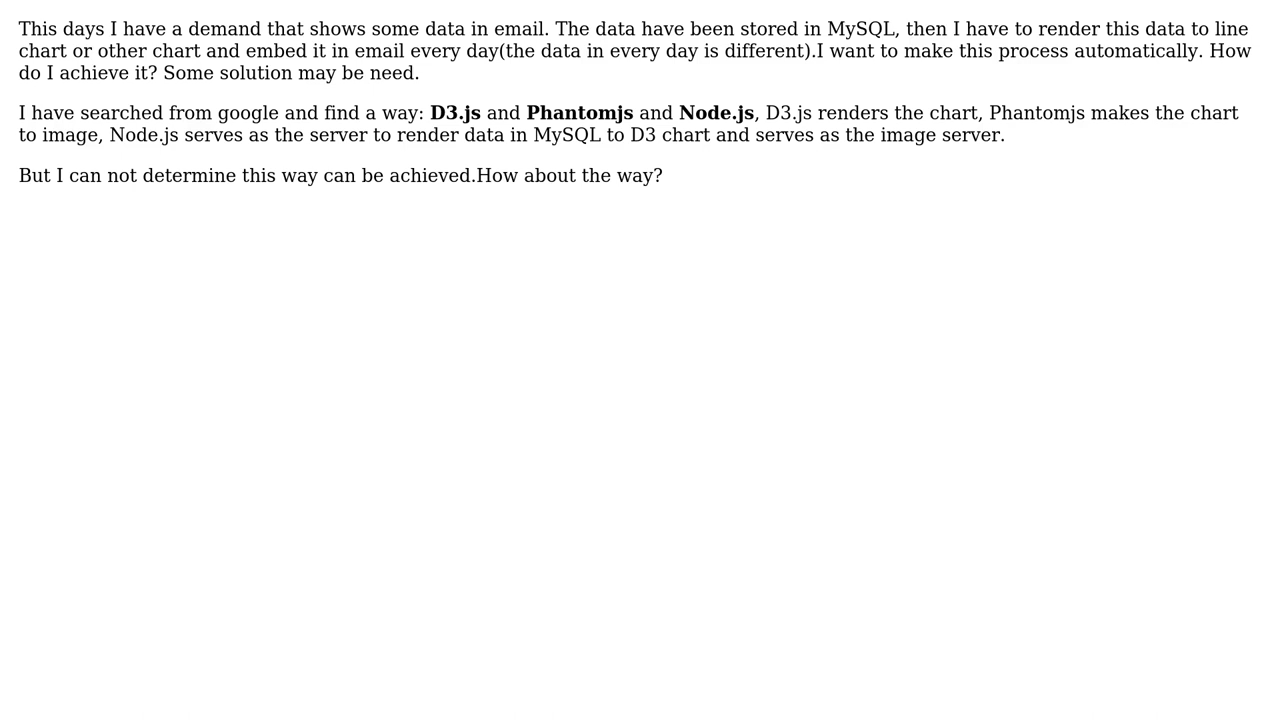 This days I have a demand that shows some data in email. The data have been stored in MySQL, then I have to render this data to line
chart or other chart and embed it in email every day(the data in every day is different).I want to make this process automatically. How
do I achieve it? Some solution may be need.
I have searched from google and find a way: D3.js and Phantomjs and Node.js, D3.js renders the chart, Phantomjs makes the chart
to image, Node.js serves as the server to render data in MySQL to D3 chart and serves as the image server.
But I can not determine this way can be achieved.How about the way?